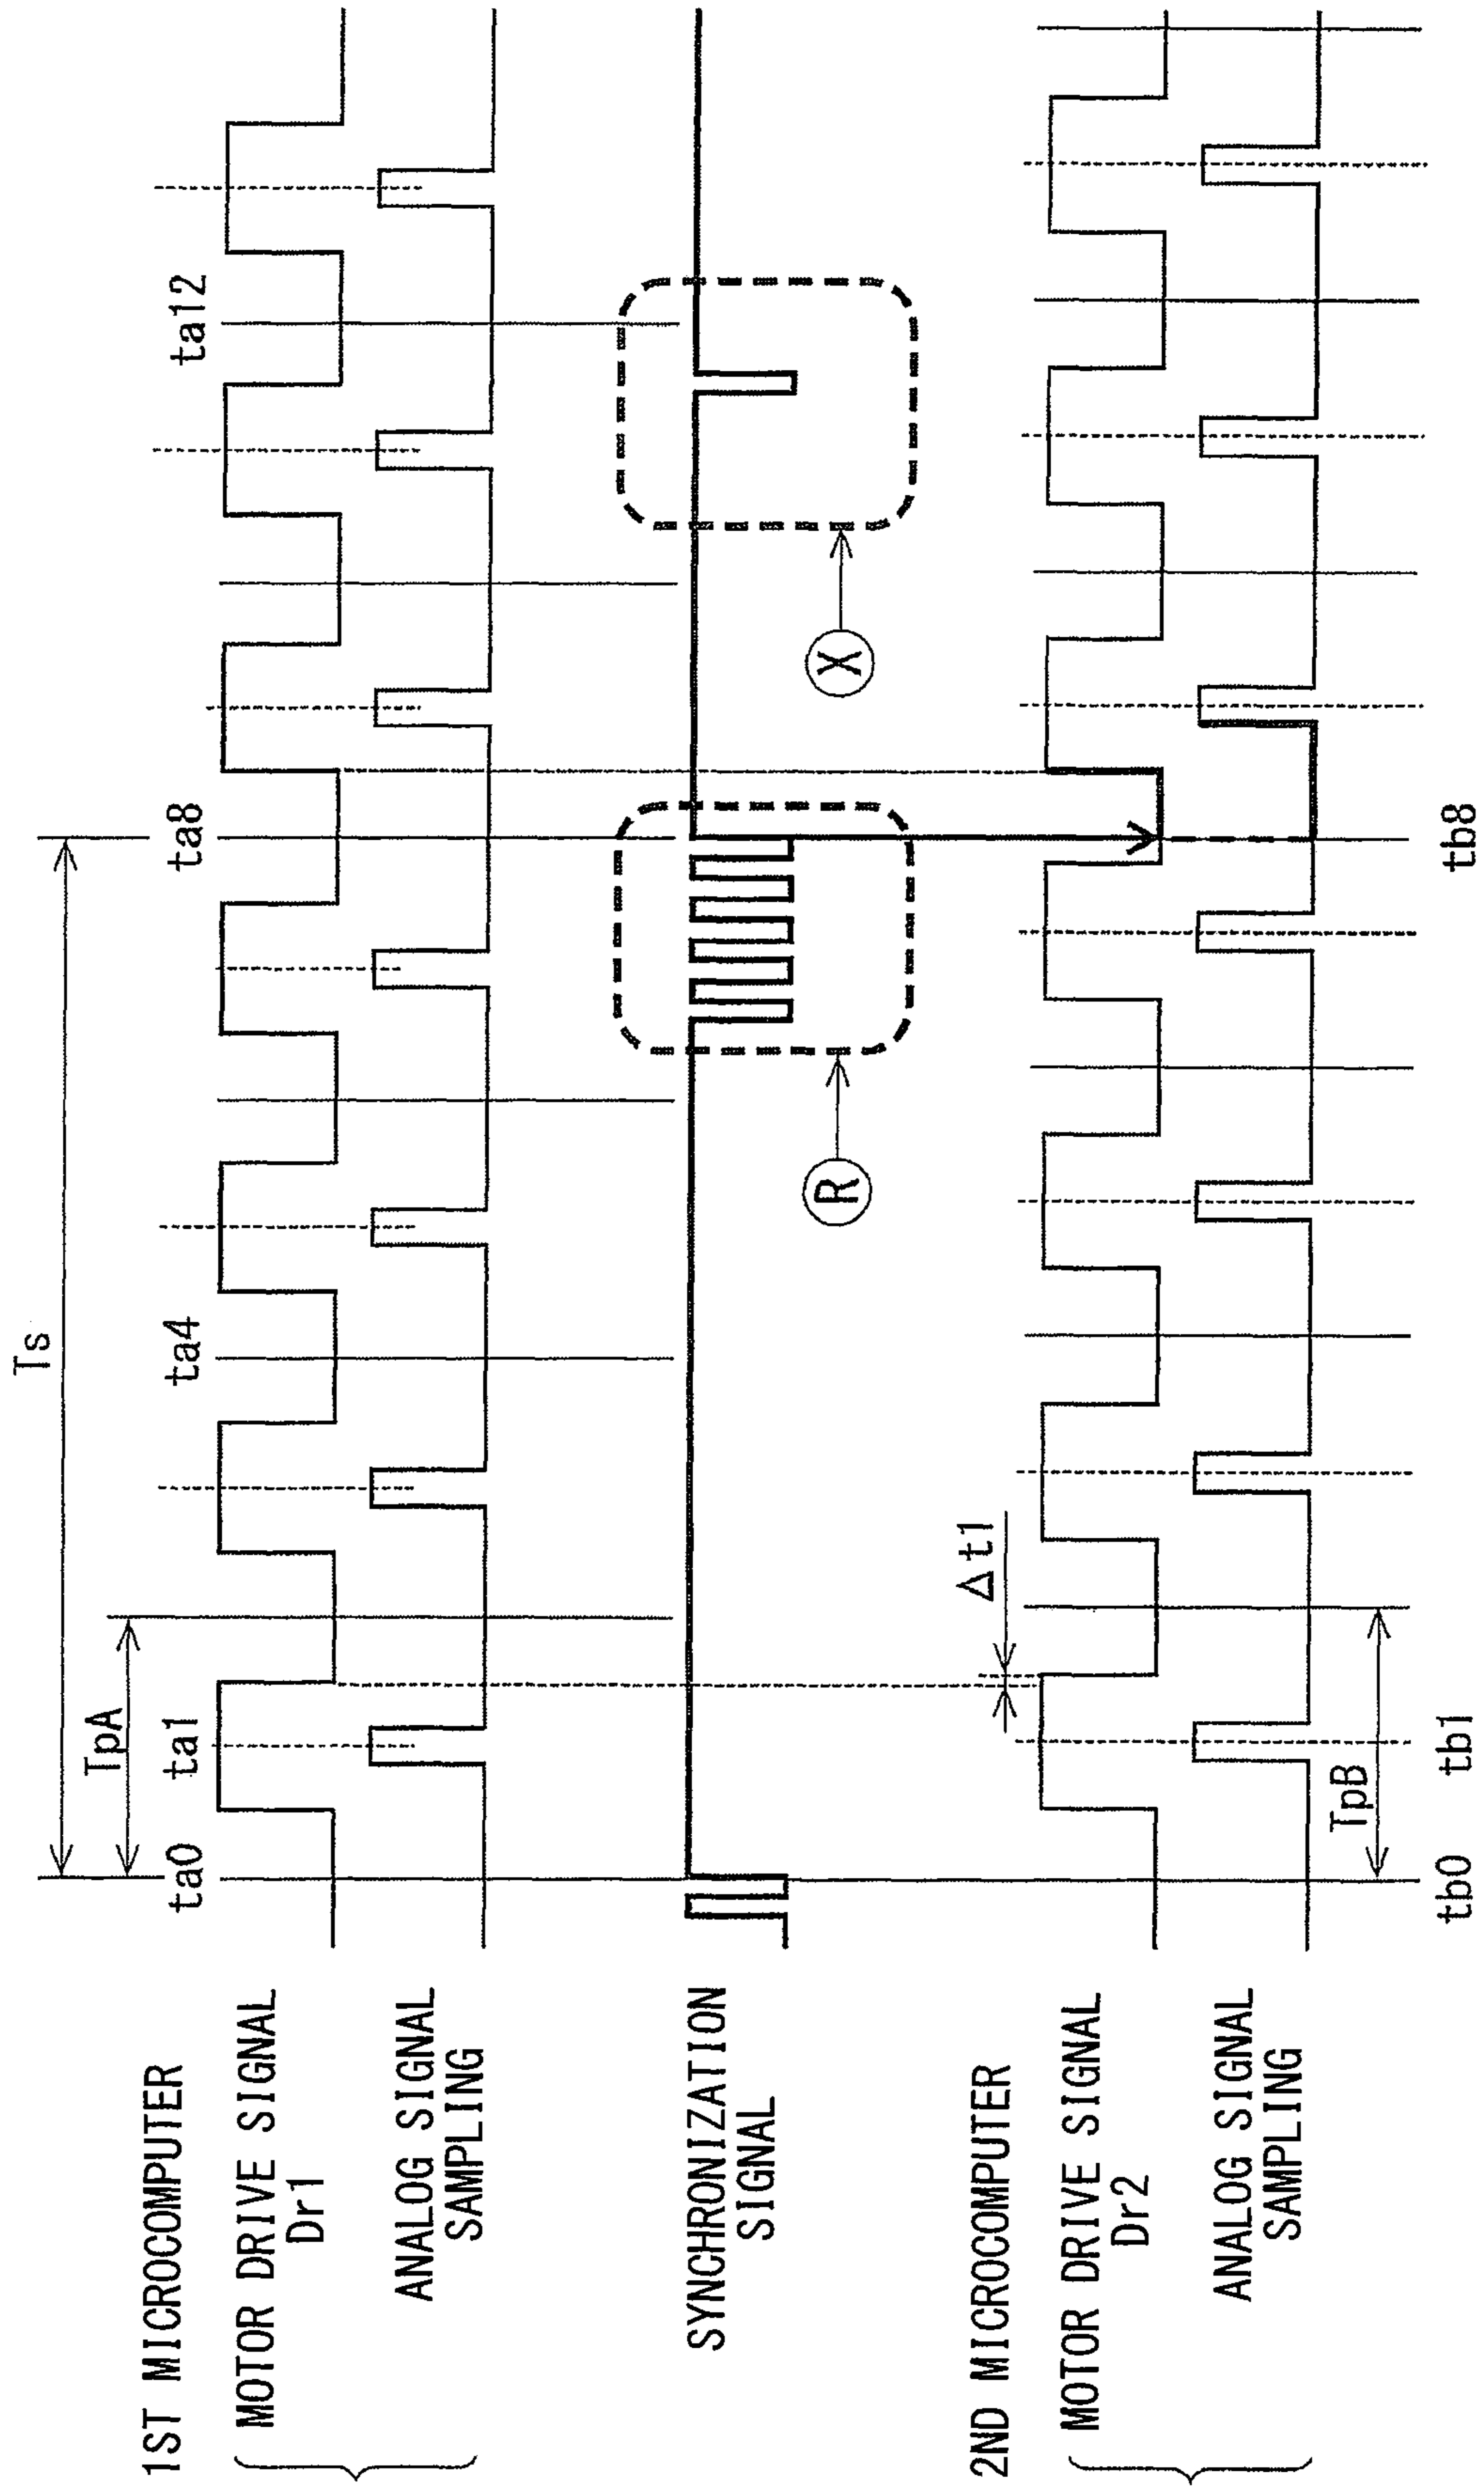 Ts
TpA
ta0
ta1
ta4
ta8
ta12
1ST MICROCOMPUTER
MOTOR DRIVE SIGNAL
Dr1
ANALOG SIGNAL
SAMPLING
SYNCHRONIZATION
SIGNAL
R
X
Δt1
2ND MICROCOMPUTER
MOTOR DRIVE SIGNAL
Dr2
ANALOG SIGNAL
SAMPLING
TpB
tb0
tb1
tb8